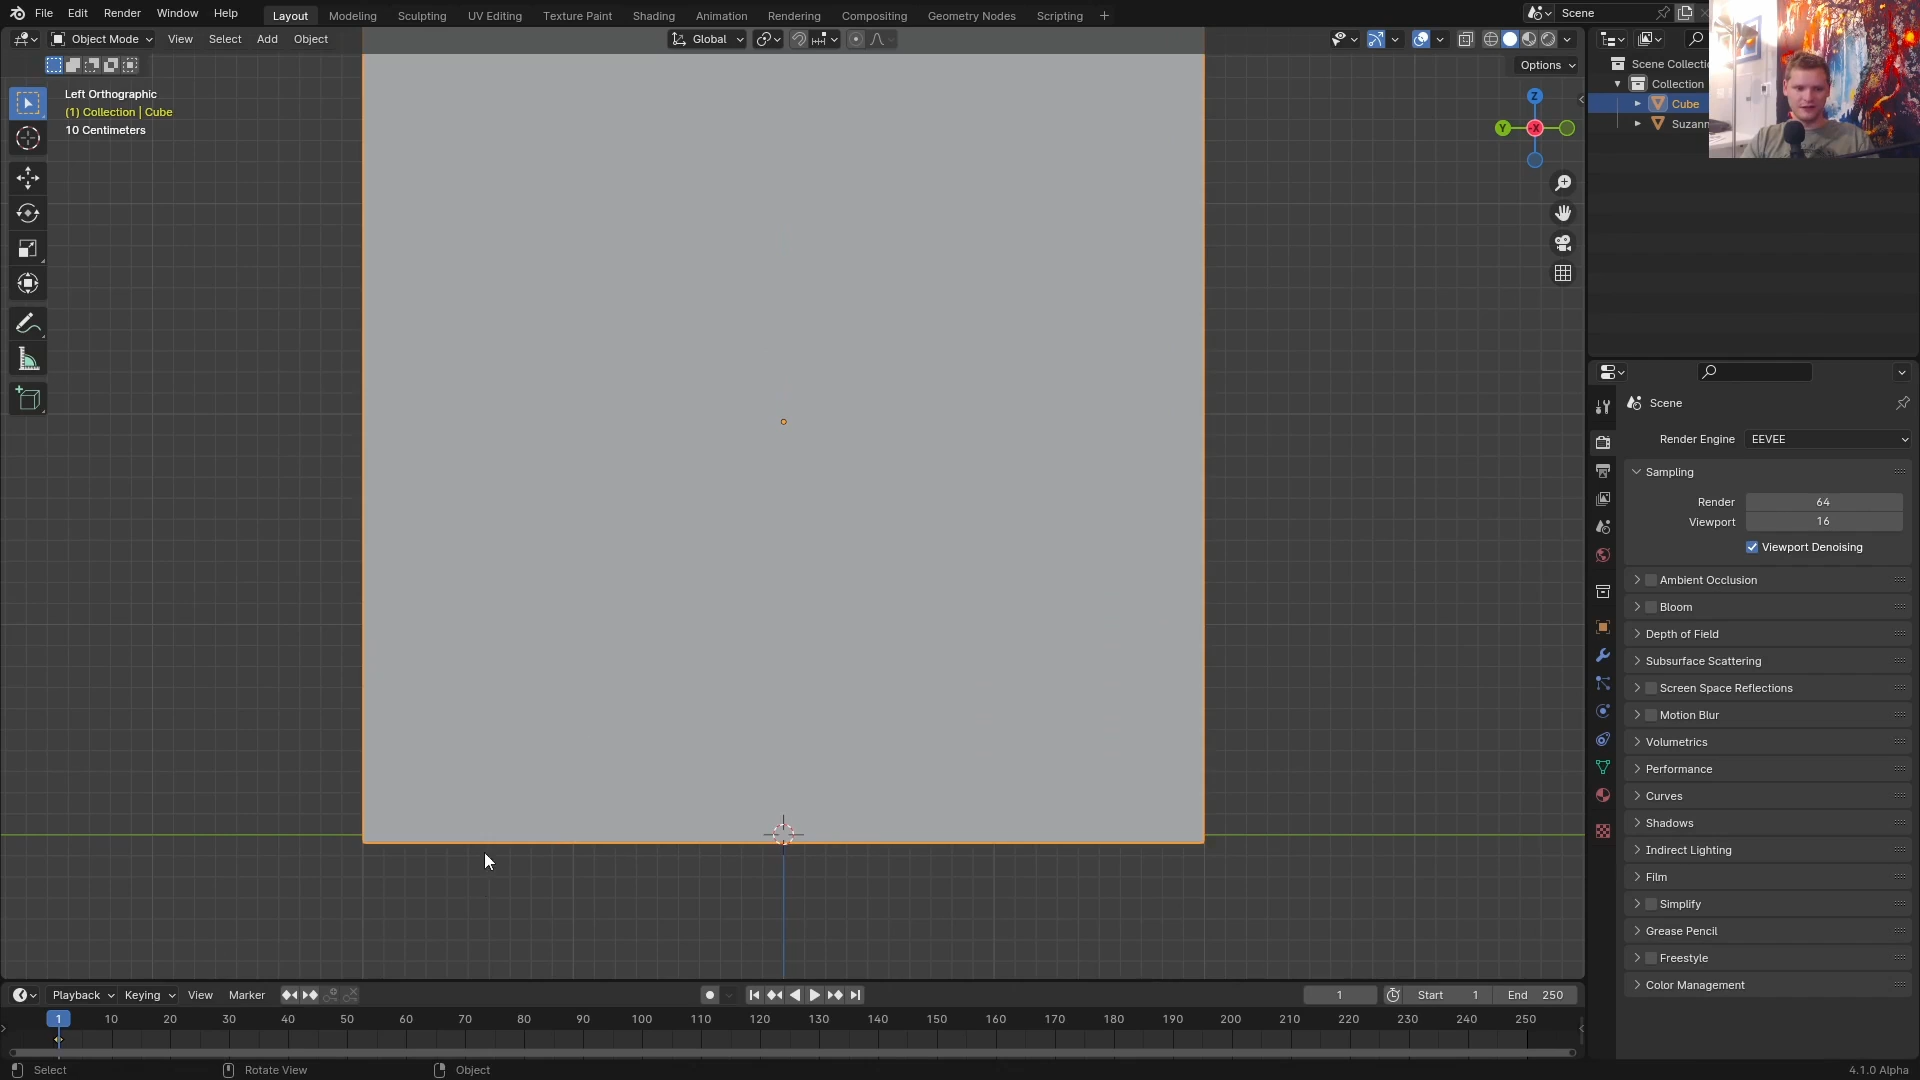 File Edit Render Window Help Layout Modeling Sculpting UV Editing Texture Paint Shading Animation Rendering Compositing Geometry Nodes Scripting + Scene
Object Mode View Select Add Object Global
Options
Left Orthographic
(1) Collection | Cube
10 Centimeters
Z
Y
-X
Collection
Cube
Scene
Render Engine EEVEE
Sampling
Render 64
Viewport 16
Viewport Denoising
Ambient Occlusion
Bloom
Depth of Field
Subsurface Scattering
Screen Space Reflections
Motion Blur
Volumetrics
Performance
Curves
Shadows
Indirect Lighting
Film
Simplify
Grease Pencil
Freestyle
Color Management
Playback Keying View Marker 1 Start 1 End 250
1 10 20 30 40 50 60 70 80 90 100 110 120 130 140 150 160 170 180 190 200 210 220 230 240 250
Select Rotate View Object 4.1.0 Alpha